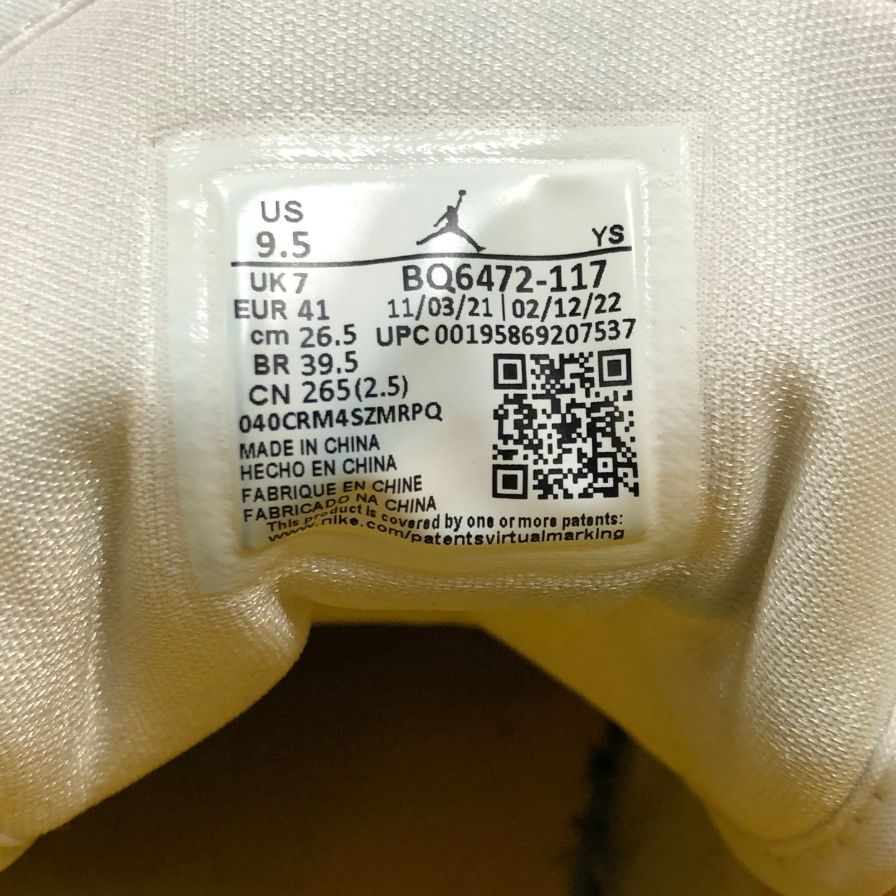 US
9.5
YS
UK 7
BQ6472-117
EUR 41
11/03/21 | 02/12/22
cm 26.5
UPC 00195869207537
BR 39.5
CN 265(2.5)
040CRM4SZMRPQ
MADE IN CHINA
HECHO EN CHINA
FABRIQUE EN CHINE
FABRICADO NA CHINA
This product is covered by one or more patents:
www.nike.com/patentsvirtualmarking